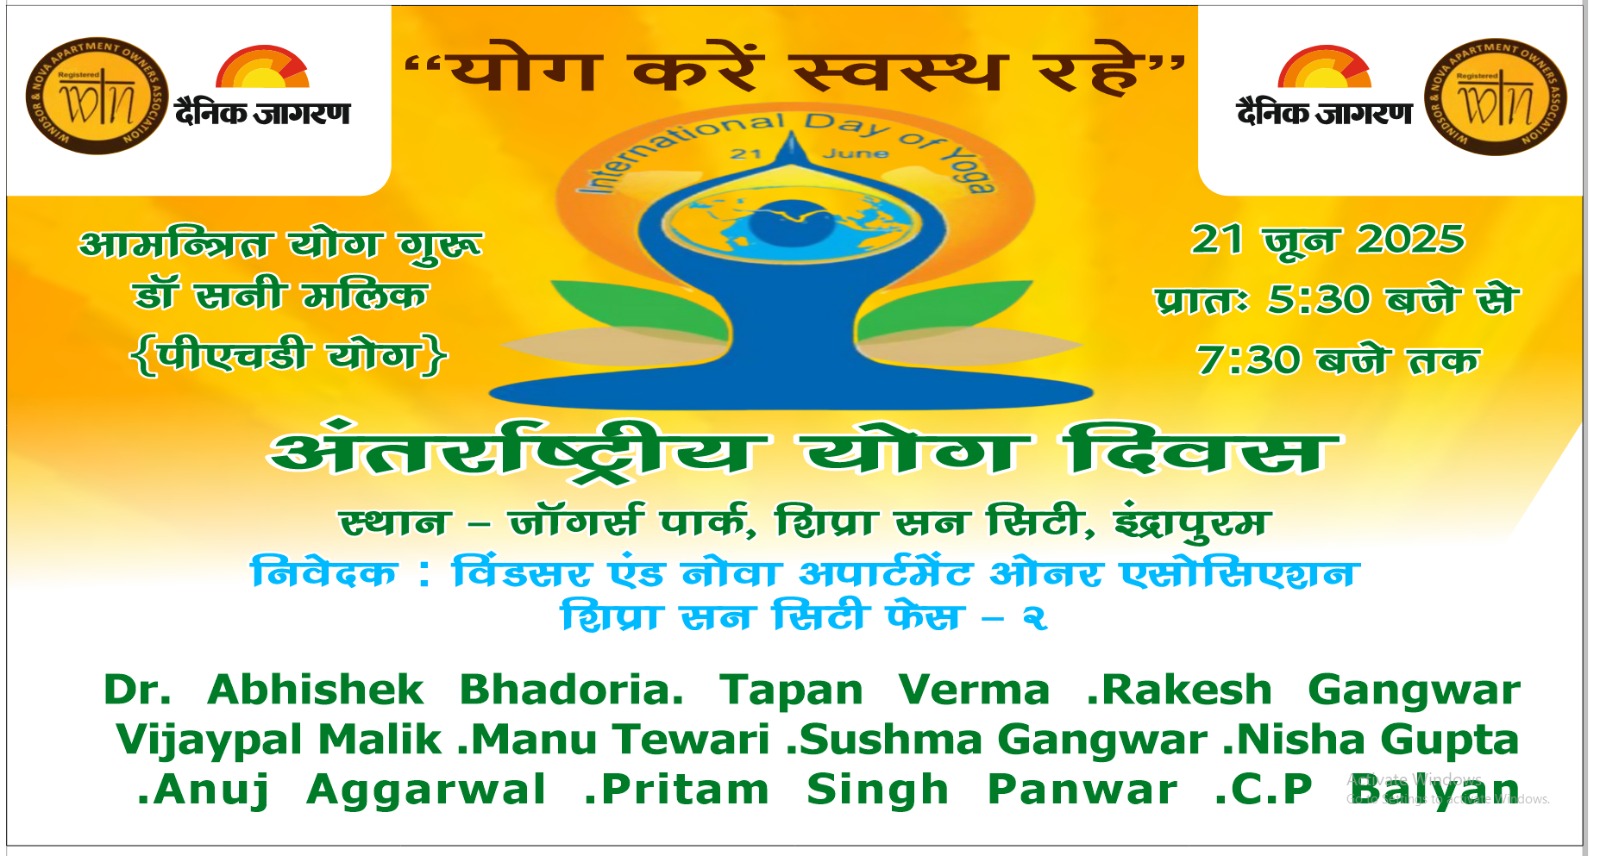 WINDSOR & NOVA APARTMENT OWNERS ASSOCIATION
Registered
WTN
दैनिक जागरण
“योग करें स्वस्थ रहे”
दैनिक जागरण
WINDSOR & NOVA APARTMENT OWNERS ASSOCIATION
Registered
WTN
International Day of Yoga
21 June
आमन्त्रित योग गुरू
डॉ सनी मलिक
{पीएचडी योग}
21 जून 2025
प्रातः 5:30 बजे से
7:30 बजे तक
अंतर्राष्ट्रीय योग दिवस
स्थान – जॉगर्स पार्क, शिप्रा सन सिटी, इंद्रापुरम
निवेदक : विंडसर एंड नोवा अपार्टमेंट ओनर एसोसिएशन
शिप्रा सन सिटी फेस – २
Dr. Abhishek Bhadoria. Tapan Verma .Rakesh Gangwar
Vijaypal Malik .Manu Tewari .Sushma Gangwar .Nisha Gupta
.Anuj Aggarwal .Pritam Singh Panwar .C.P Balyan
Activate Windows
Go to Settings to activate Windows.